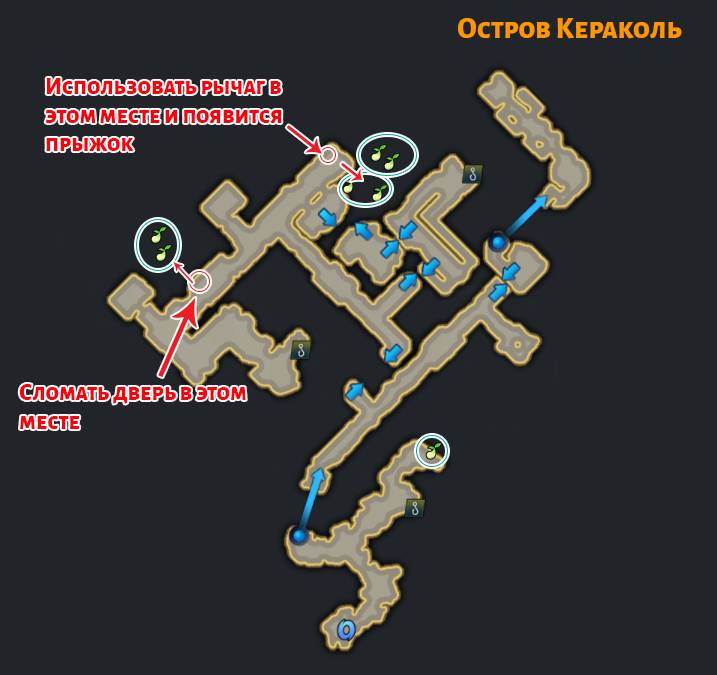 Остров Кераколь
Использовать рычаг в
этом месте и появится
прыжок
Сломать дверь в этом
месте